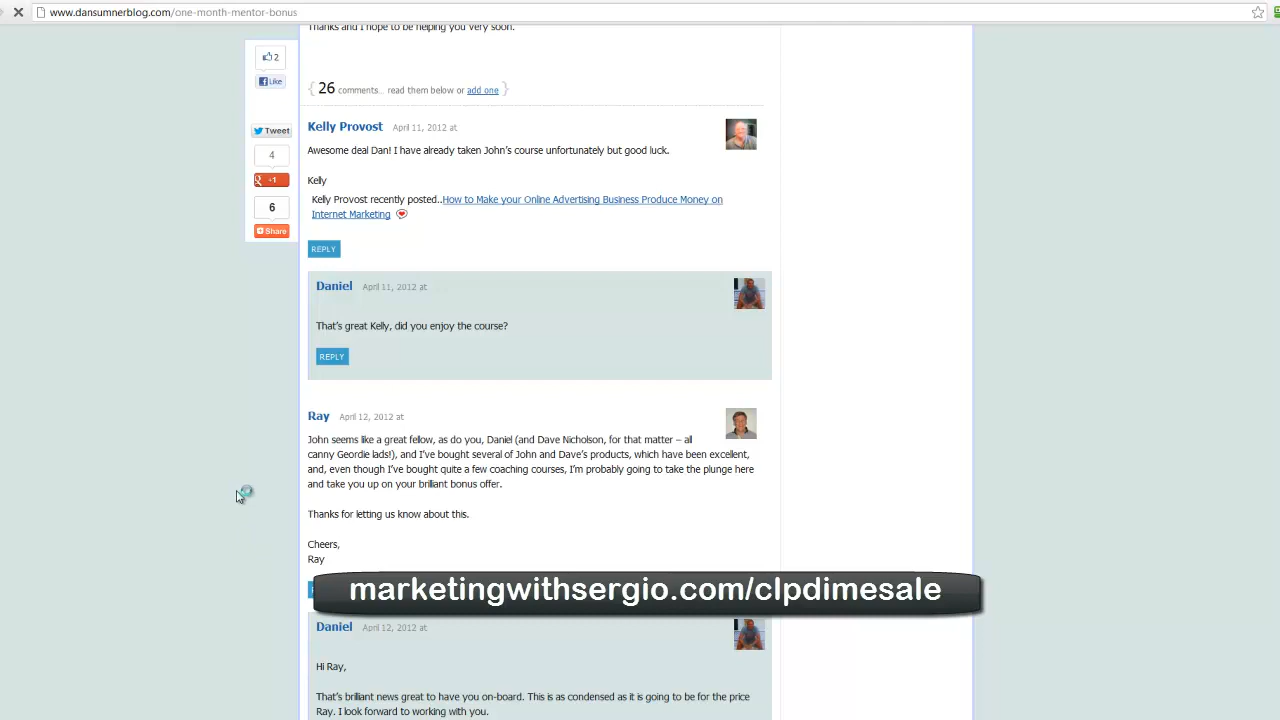 www.dansumnerblog.com/one-month-mentor-bonus
Thanks and I hope to be helping you very soon.
2
Like
Tweet
4
+1
6
Share
{ 26 comments… read them below or add one }
Kelly Provost April 11, 2012 at
Awesome deal Dan! I have already taken John's course unfortunately but good luck.
Kelly
Kelly Provost recently posted..How to Make your Online Advertising Business Produce Money on
Internet Marketing
REPLY
Daniel April 11, 2012 at
That's great Kelly, did you enjoy the course?
REPLY
Ray April 12, 2012 at
John seems like a great fellow, as do you, Daniel (and Dave Nicholson, for that matter – all
canny Geordie lads!), and I've bought several of John and Dave's products, which have been excellent,
and, even though I've bought quite a few coaching courses, I'm probably going to take the plunge here
and take you up on your brilliant bonus offer.
Thanks for letting us know about this.
Cheers,
Ray
marketingwithsergio.com/clpdimesale
Daniel April 12, 2012 at
Hi Ray,
That's brilliant news great to have you on-board. This is as condensed as it is going to be for the price
Ray. I look forward to working with you.